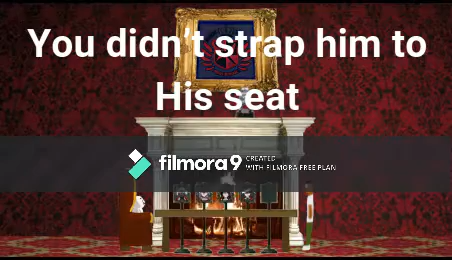 You didn't strap him to
His seat
filmora9 CREATED
WITH FILMORA FREE PLAN